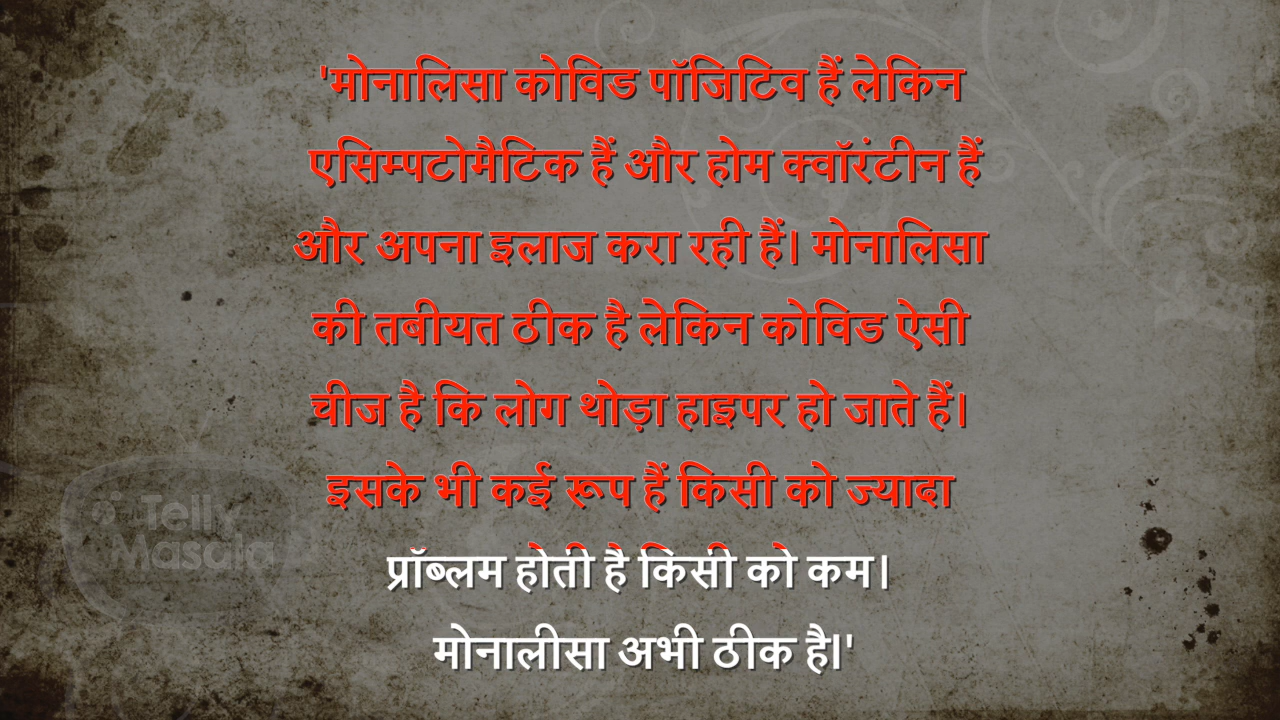 'मोनालिसा कोविड पॉजिटिव हैं लेकिन
एसिम्पटोमैटिक हैं और होम क्वॉरंटीन हैं
और अपना इलाज करा रही हैं। मोनालिसा
की तबीयत ठीक है लेकिन कोविड ऐसी
चीज है कि लोग थोड़ा हाइपर हो जाते हैं।
इसके भी कई रूप हैं किसी को ज्यादा
प्रॉब्लम होती है किसी को कम।
मोनालीसा अभी ठीक है।'
Telly
Masala